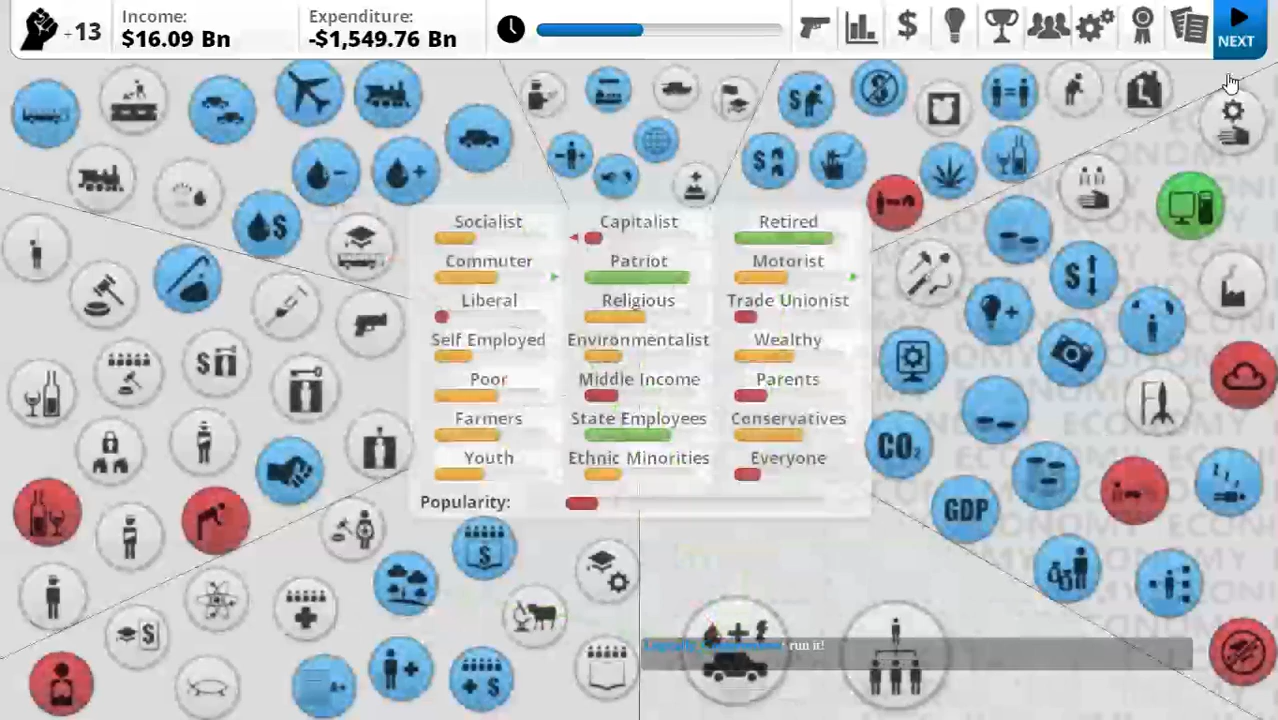 Income:
$16.09 Bn
Expenditure:
-$1,549.76 Bn
+13
NEXT
Socialist
Capitalist
Retired
Commuter
Patriot
Motorist
Liberal
Religious
Trade Unionist
Self Employed
Environmentalist
Wealthy
Poor
Middle Income
Parents
Farmers
State Employees
Conservatives
Youth
Ethnic Minorities
Everyone
Popularity:
CO₂
GDP
run it!
ECONOMY